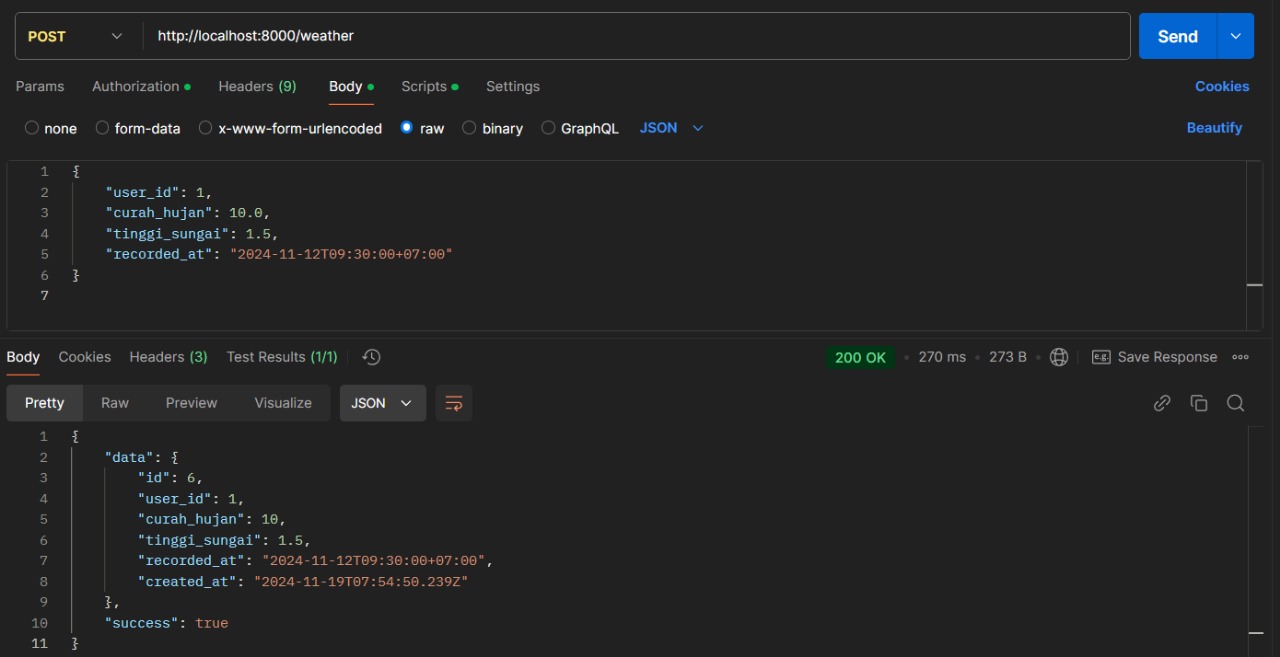 POST http://localhost:8000/weather Send
Params Authorization Headers (9) Body Scripts Settings Cookies
none form-data x-www-form-urlencoded raw binary GraphQL JSON Beautify
1 {
2 "user_id": 1,
3 "curah_hujan": 10.0,
4 "tinggi_sungai": 1.5,
5 "recorded_at": "2024-11-12T09:30:00+07:00"
6 }
7
Body Cookies Headers (3) Test Results (1/1) 200 OK 270 ms 273 B e.g. Save Response
Pretty Raw Preview Visualize JSON
1 {
2 "data": {
3 "id": 6,
4 "user_id": 1,
5 "curah_hujan": 10,
6 "tinggi_sungai": 1.5,
7 "recorded_at": "2024-11-12T09:30:00+07:00",
8 "created_at": "2024-11-19T07:54:50.239Z"
9 },
10 "success": true
11 }